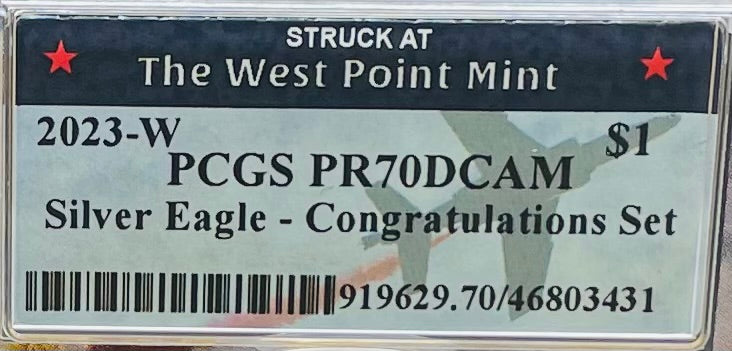 STRUCK AT
The West Point Mint
2023-W $1
PCGS PR70DCAM
Silver Eagle - Congratulations Set
919629.70/46803431